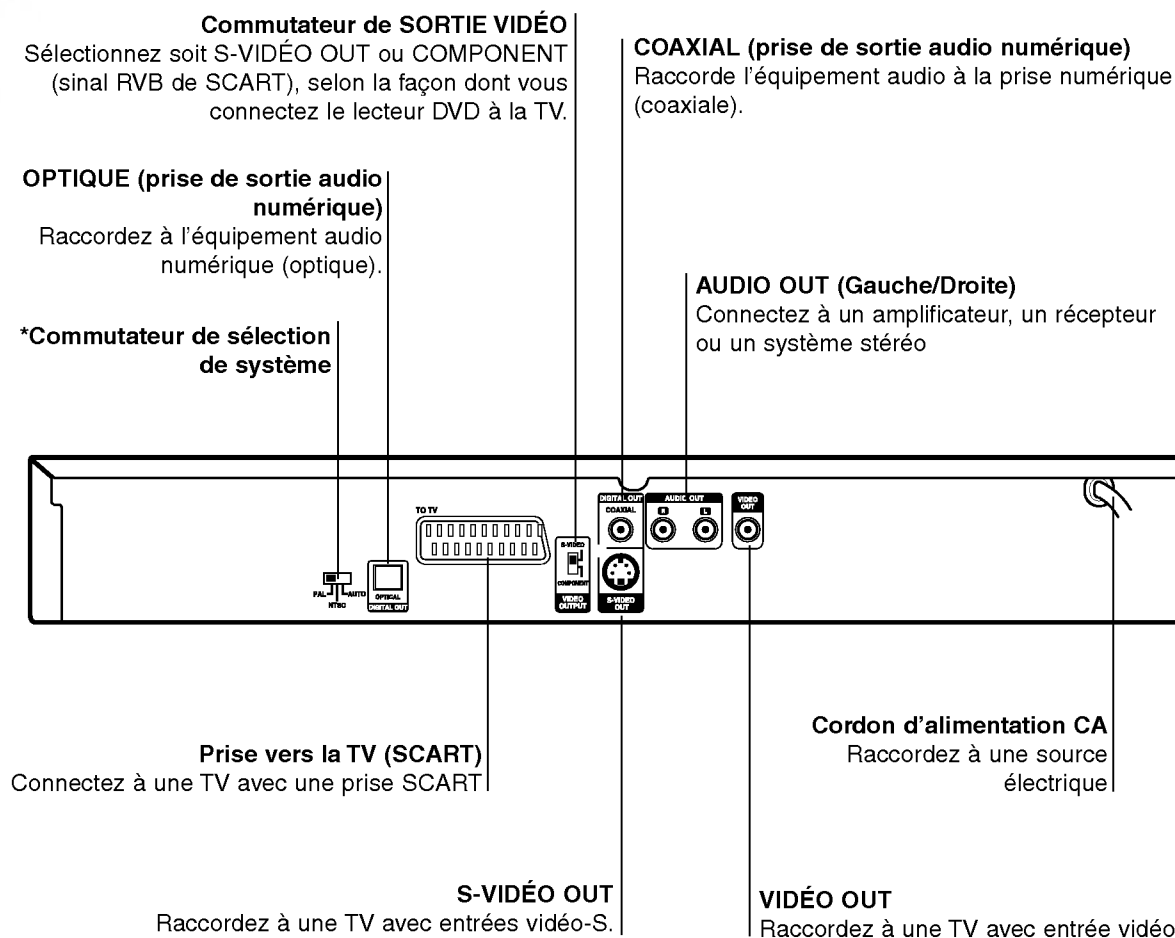 Commutateur de SORTIE VIDÉO
Sélectionnez soit S-VIDÉO OUT ou COMPONENT
(sinal RVB de SCART), selon la façon dont vous
connectez le lecteur DVD à la TV.
COAXIAL (prise de sortie audio numérique)
Raccorde l'équipement audio à la prise numérique
(coaxiale).
OPTIQUE (prise de sortie audio
numérique)
Raccordez à l'équipement audio
numérique (optique).
AUDIO OUT (Gauche/Droite)
Connectez à un amplificateur, un récepteur
ou un système stéréo
*Commutateur de sélection
de système
TO TV
PAL
NTSC
AUTO
OPTICAL
DIGITAL OUT
S-VIDEO
COMPONENT
VIDEO
OUTPUT
DIGITAL OUT
COAXIAL
S-VIDEO
OUT
AUDIO OUT
R
L
VIDEO
OUT
Prise vers la TV (SCART)
Connectez à une TV avec une prise SCART
Cordon d'alimentation CA
Raccordez à une source
électrique
S-VIDÉO OUT
Raccordez à une TV avec entrées vidéo-S.
VIDÉO OUT
Raccordez à une TV avec entrée vidéo